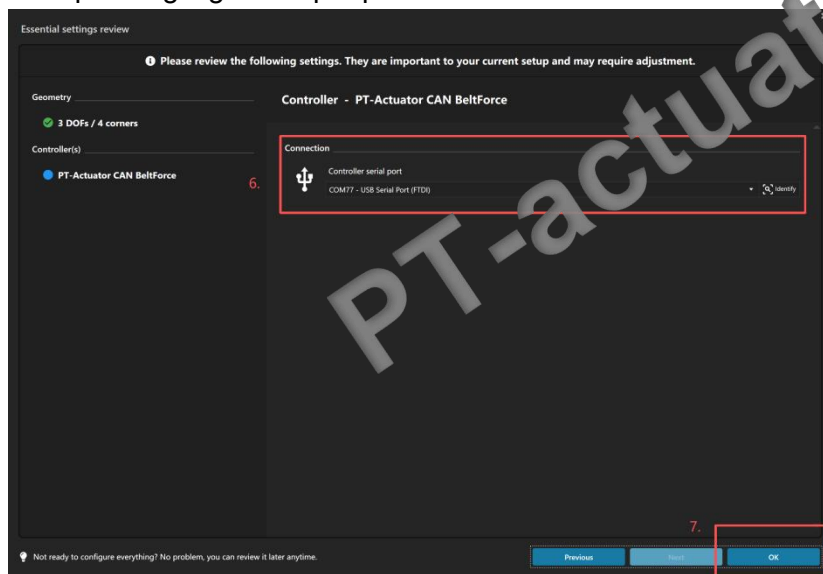 Essential settings review
Please review the following settings. They are important to your current setup and may require adjustment.
Geometry
3 DOFs / 4 corners
Controller(s)
PT-Actuator CAN BeltForce
Controller - PT-Actuator CAN BeltForce
6.
Connection
Controller serial port
COM77 - USB Serial Port (FTDI)
Identify
PT-actuat
7.
Not ready to configure everything? No problem, you can review it later anytime.
Previous
Next
OK